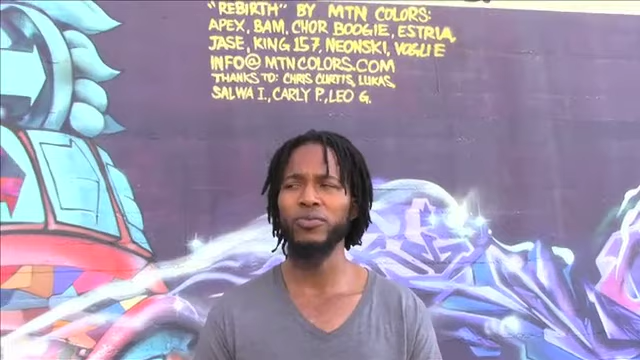 "REBIRTH" BY MTN COLORS:
APEX, BAM, CHOR BOOGIE, ESTRIA,
JASE, KING 157, NEONSKI, VOGUE
INFO@MTNCOLORS.COM
THANKS TO: CHRIS CURTIS, LUKAS,
SALWA I., CARLY P., LEO G.